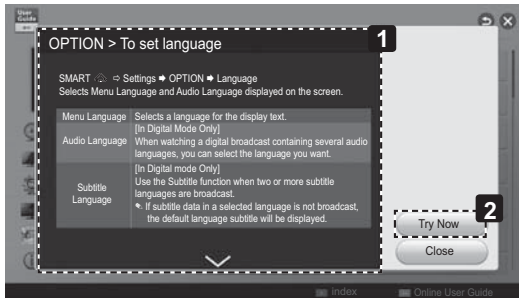 User
Guide
1
OPTION > To set language
SMART ⇨ Settings ➡ OPTION ➡ Language
Selects Menu Language and Audio Language displayed on the screen.
Menu Language Selects a language for the display text.
Audio Language [In Digital Mode Only]
When watching a digital broadcast containing several audio
languages, you can select the language you want.
Subtitle
Language
[In Digital mode Only]
Use the Subtitle function when two or more subtitle
languages are broadcast.
If subtitle data in a selected language is not broadcast,
the default language subtitle will be displayed.
2
Try Now
Close
index
Online User Guide